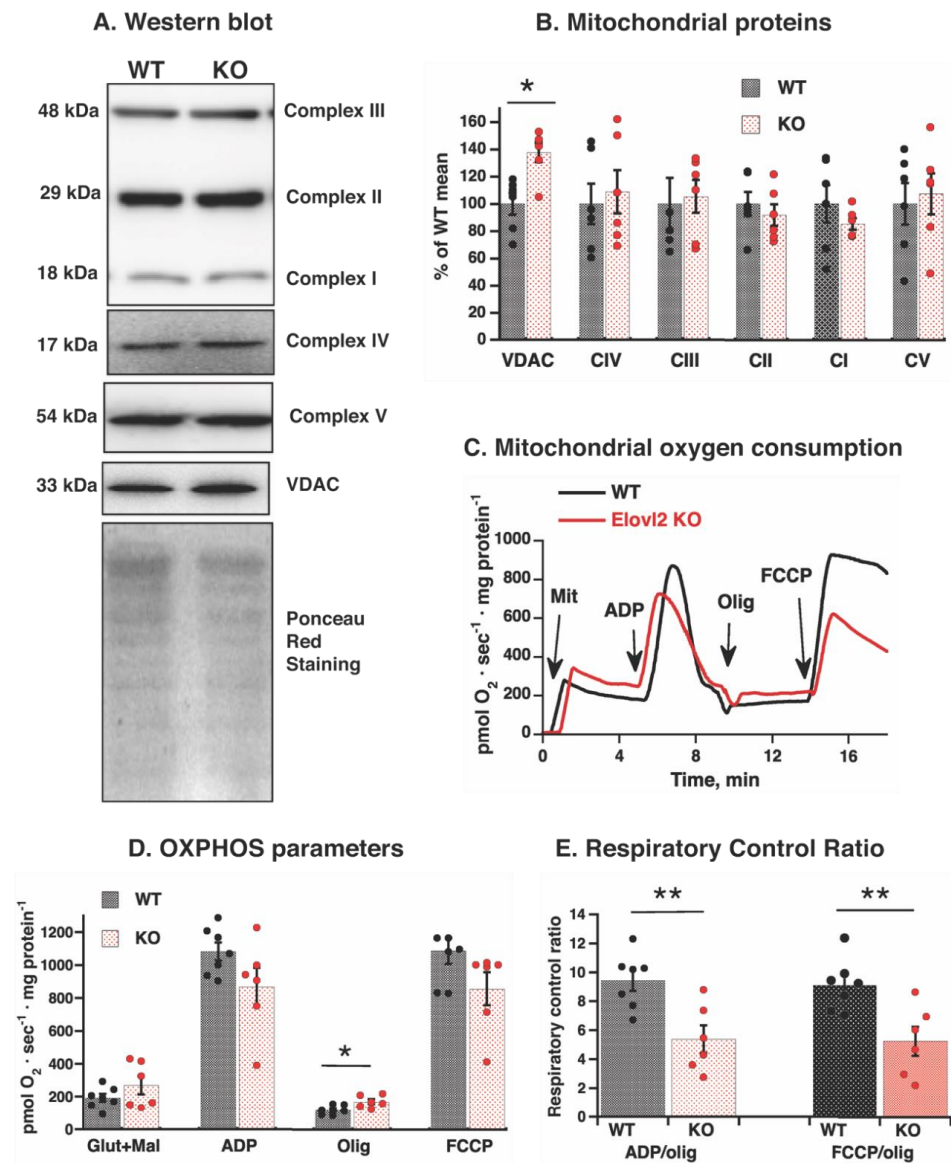 A. Western blot
WT KO
48 kDa Complex III
29 kDa Complex II
18 kDa Complex I
17 kDa Complex IV
54 kDa Complex V
33 kDa VDAC
Ponceau
Red
Staining
B. Mitochondrial proteins
*
WT
KO
% of WT mean
160
140
120
100
80
60
40
20
0
VDAC CIV CIII CII CI CV
C. Mitochondrial oxygen consumption
WT
Elovl2 KO
pmol O₂ · sec⁻¹ · mg protein⁻¹
1000
800
600
400
200
0
Mit
ADP
Olig
FCCP
0 4 8 12 16
Time, min
D. OXPHOS parameters
WT
KO
pmol O₂ · sec⁻¹ · mg protein⁻¹
1200
1000
800
600
400
200
0
*
Glut+Mal ADP Olig FCCP
E. Respiratory Control Ratio
** **
Respiratory control ratio
14
12
10
8
6
4
2
0
WT KO WT KO
ADP/olig FCCP/olig